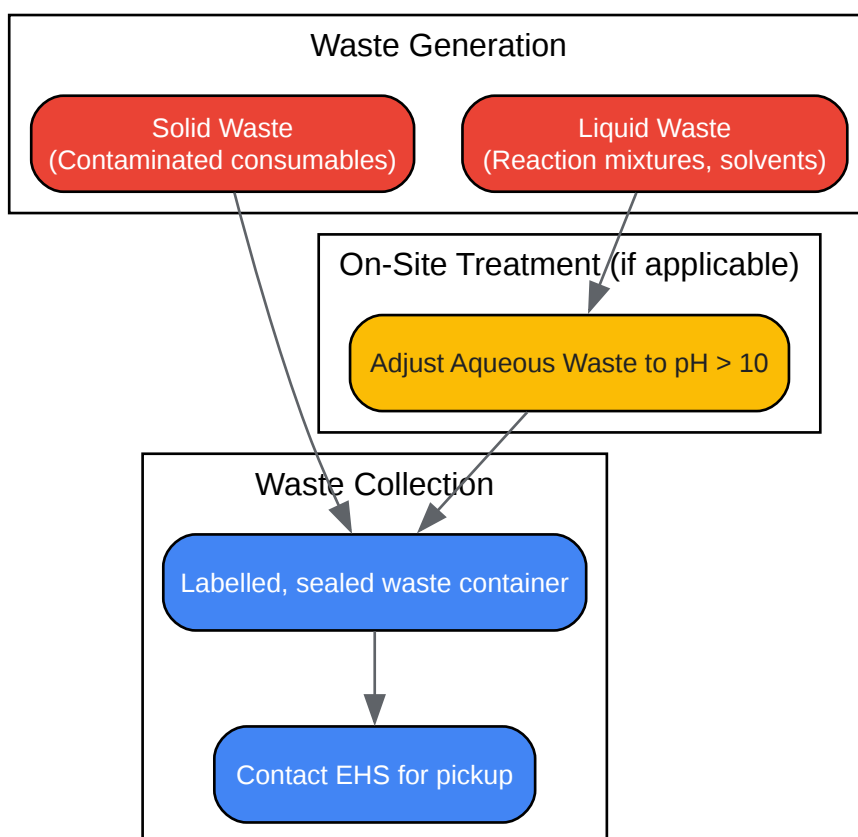 Waste Generation
Solid Waste
(Contaminated consumables)
Liquid Waste
(Reaction mixtures, solvents)
On-Site Treatment (if applicable)
Adjust Aqueous Waste to pH > 10
Waste Collection
Labelled, sealed waste container
Contact EHS for pickup